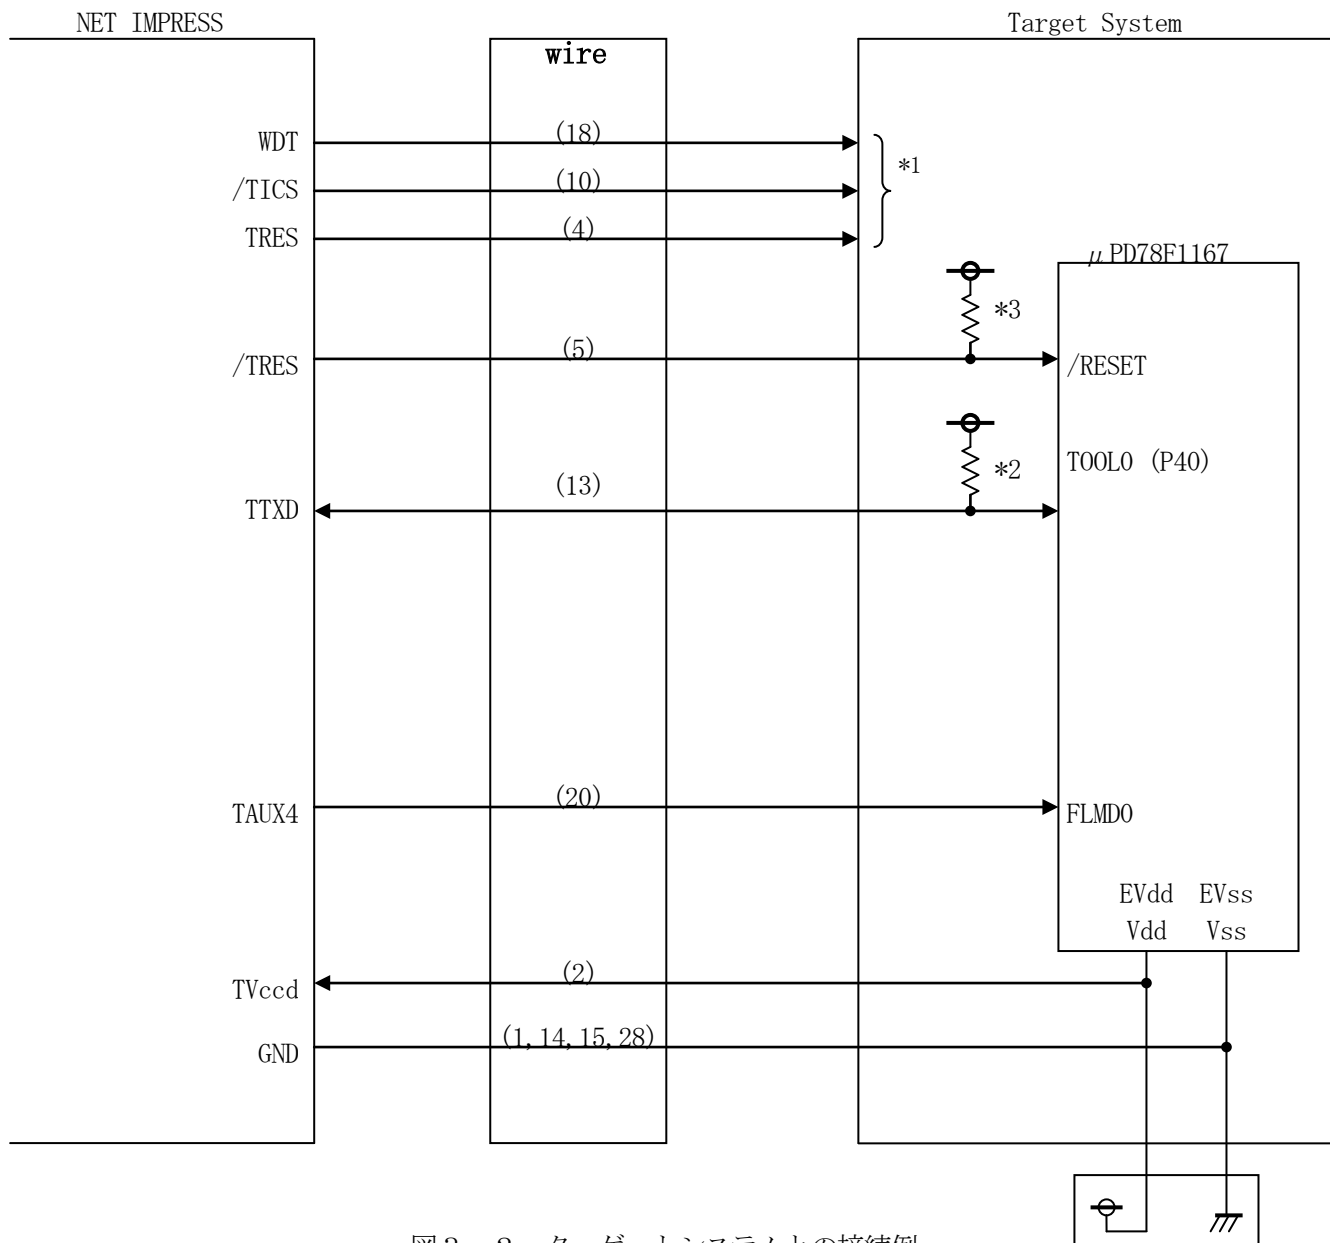 NET IMPRESS
Target System
wire
WDT
(18)
*1
/TICS
(10)
TRES
(4)
μPD78F1167
*3
/TRES
(5)
/RESET
TOOL0 (P40)
*2
TTXD
(13)
TAUX4
(20)
FLMD0
EVdd EVss
Vdd Vss
TVccd
(2)
GND
(1,14,15,28)